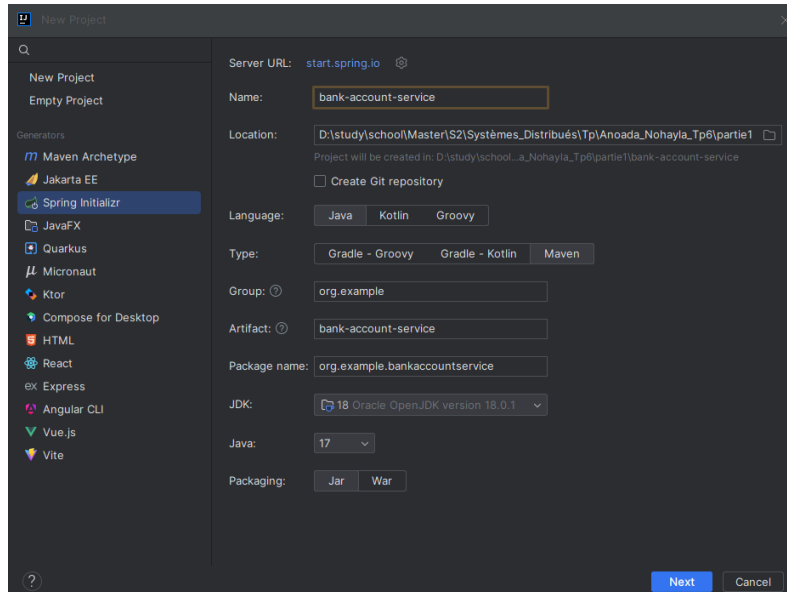 New Project
New Project
Empty Project
Generators
Maven Archetype
Jakarta EE
Spring Initializr
JavaFX
Quarkus
Micronaut
Ktor
Compose for Desktop
HTML
React
ex Express
Angular CLI
Vue.js
Vite
Server URL: start.spring.io
Name: bank-account-service
Location: D:\study\school\Master\S2\Systèmes_Distribués\Tp\Anoada_Nohayla_Tp6\partie1
Project will be created in: D:\study\school...a_Nohayla_Tp6\partie1\bank-account-service
Create Git repository
Language: Java Kotlin Groovy
Type: Gradle - Groovy Gradle - Kotlin Maven
Group: ? org.example
Artifact: ? bank-account-service
Package name: org.example.bankaccountservice
JDK: 18 Oracle OpenJDK version 18.0.1
Java: 17
Packaging: Jar War
? Next Cancel